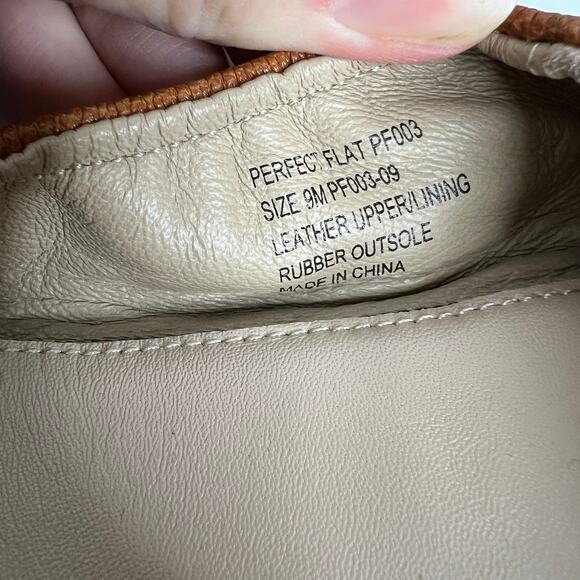 PERFECT FLAT PF003
SIZE 9M PF003-09
LEATHER UPPER/LINING
RUBBER OUTSOLE
MADE IN CHINA